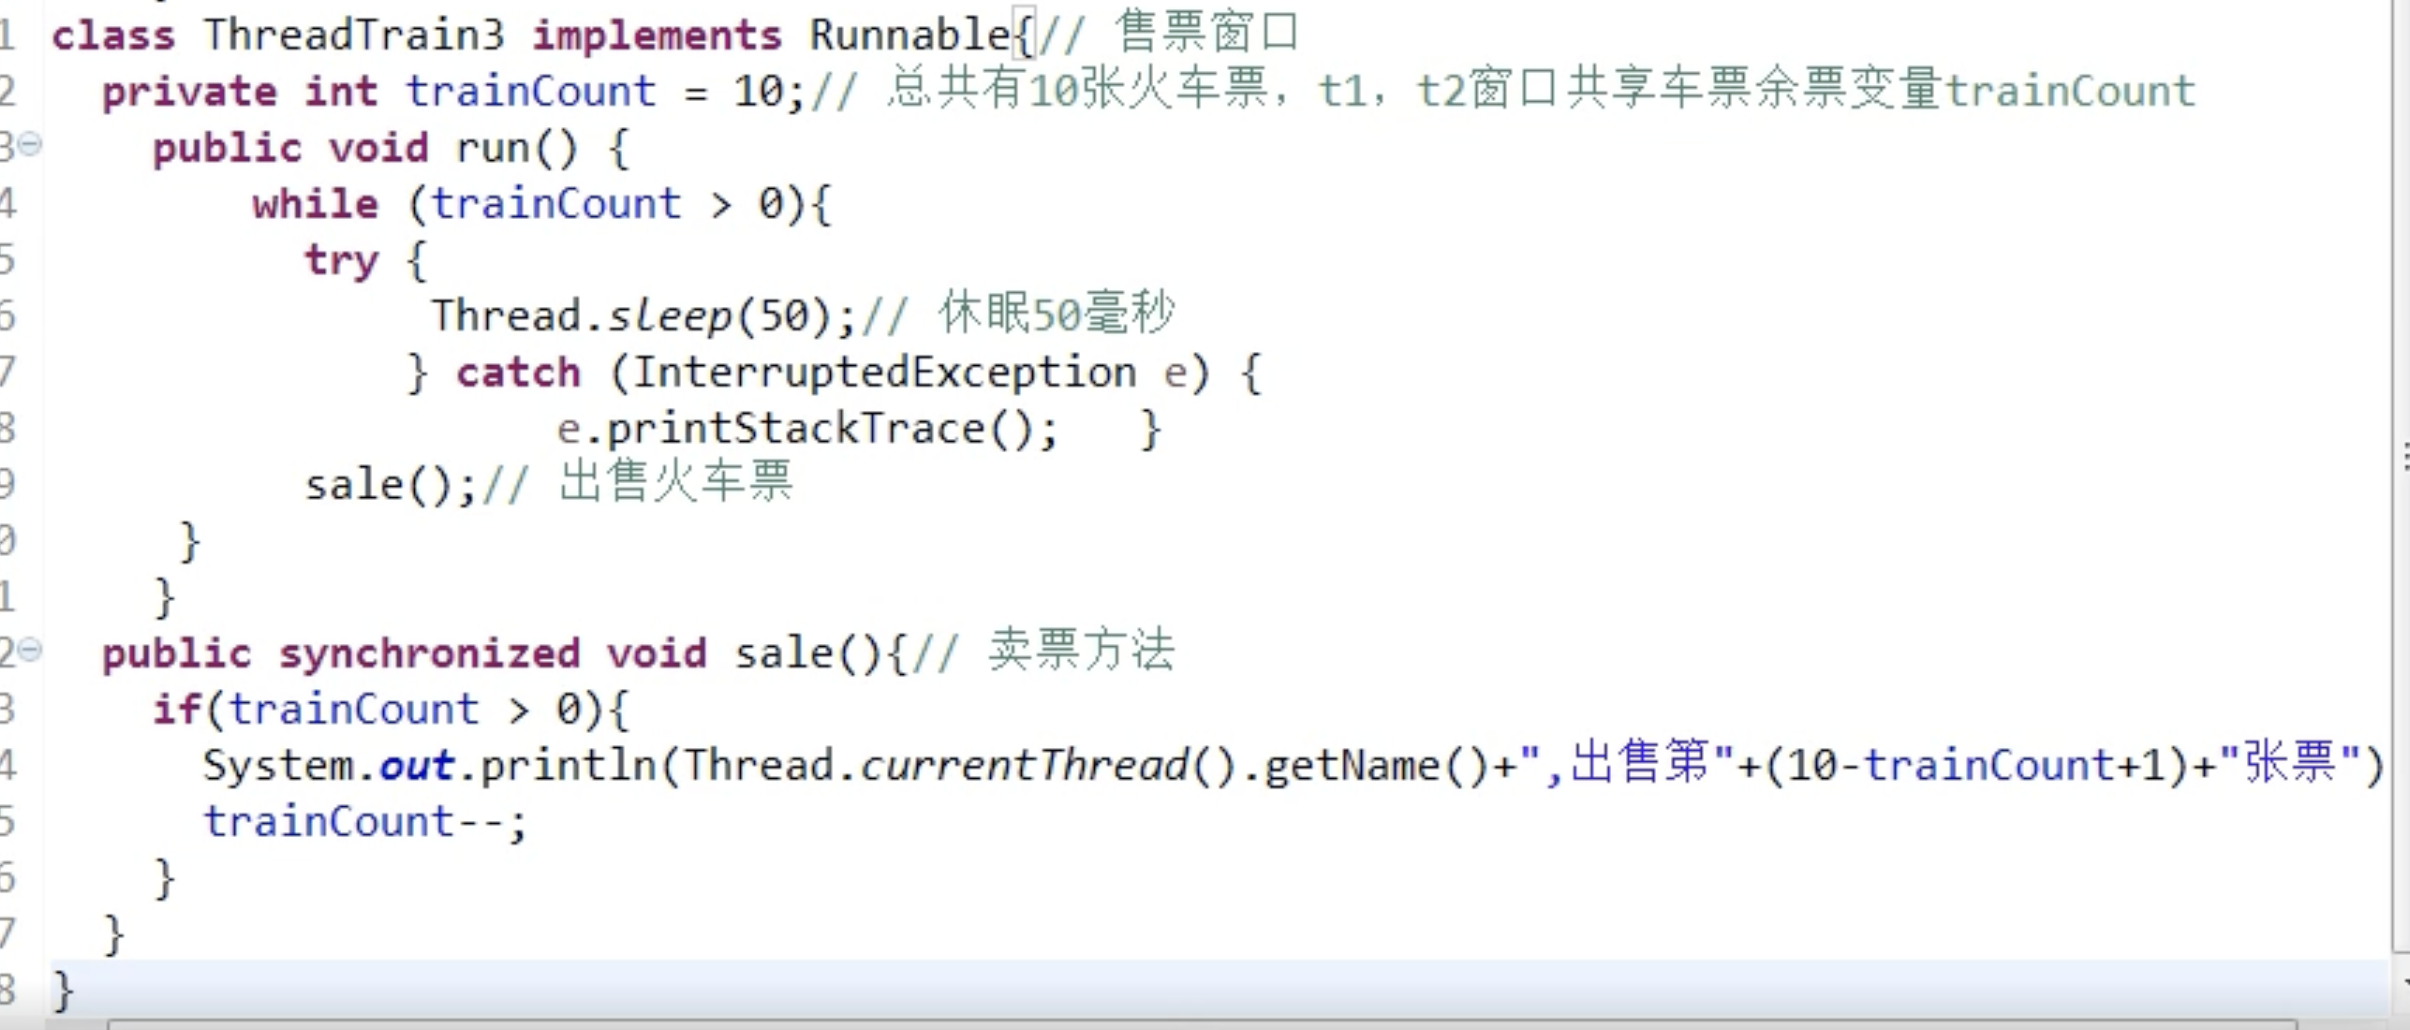 1 class ThreadTrain3 implements Runnable{// 售票窗口
2 private int trainCount = 10;// 总共有10张火车票，t1，t2窗口共享车票余票变量trainCount
3 public void run() {
4 while (trainCount > 0){
5 try {
6 Thread.sleep(50);// 休眠50毫秒
7 } catch (InterruptedException e) {
8 e.printStackTrace();   }
9 sale();// 出售火车票
0 }
1 }
2 public synchronized void sale(){// 卖票方法
3 if(trainCount > 0){
4 System.out.println(Thread.currentThread().getName()+",出售第"+(10-trainCount+1)+"张票")
5 trainCount--;
6 }
7 }
8 }